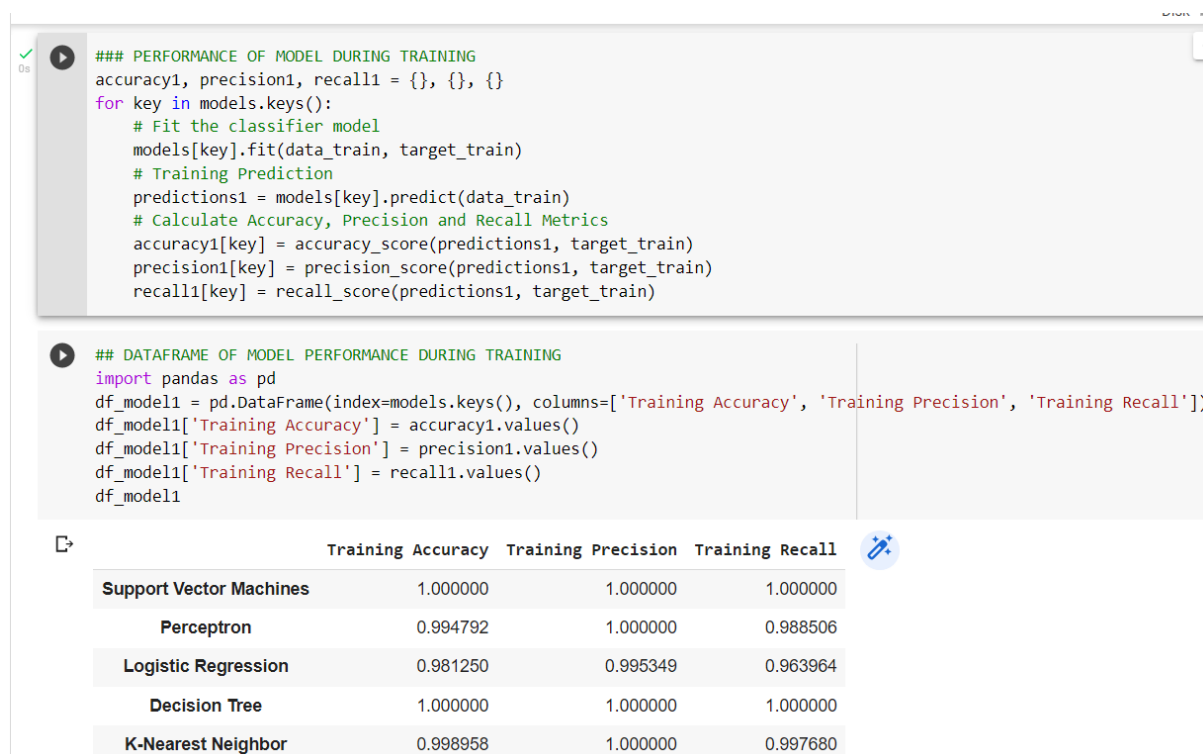 0s
### PERFORMANCE OF MODEL DURING TRAINING
accuracy1, precision1, recall1 = {}, {}, {}
for key in models.keys():
    # Fit the classifier model
    models[key].fit(data_train, target_train)
    # Training Prediction
    predictions1 = models[key].predict(data_train)
    # Calculate Accuracy, Precision and Recall Metrics
    accuracy1[key] = accuracy_score(predictions1, target_train)
    precision1[key] = precision_score(predictions1, target_train)
    recall1[key] = recall_score(predictions1, target_train)
## DATAFRAME OF MODEL PERFORMANCE DURING TRAINING
import pandas as pd
df_model1 = pd.DataFrame(index=models.keys(), columns=['Training Accuracy', 'Training Precision', 'Training Recall'])
df_model1['Training Accuracy'] = accuracy1.values()
df_model1['Training Precision'] = precision1.values()
df_model1['Training Recall'] = recall1.values()
df_model1
Training Accuracy Training Precision Training Recall
Support Vector Machines 1.000000 1.000000 1.000000
Perceptron 0.994792 1.000000 0.988506
Logistic Regression 0.981250 0.995349 0.963964
Decision Tree 1.000000 1.000000 1.000000
K-Nearest Neighbor 0.998958 1.000000 0.997680